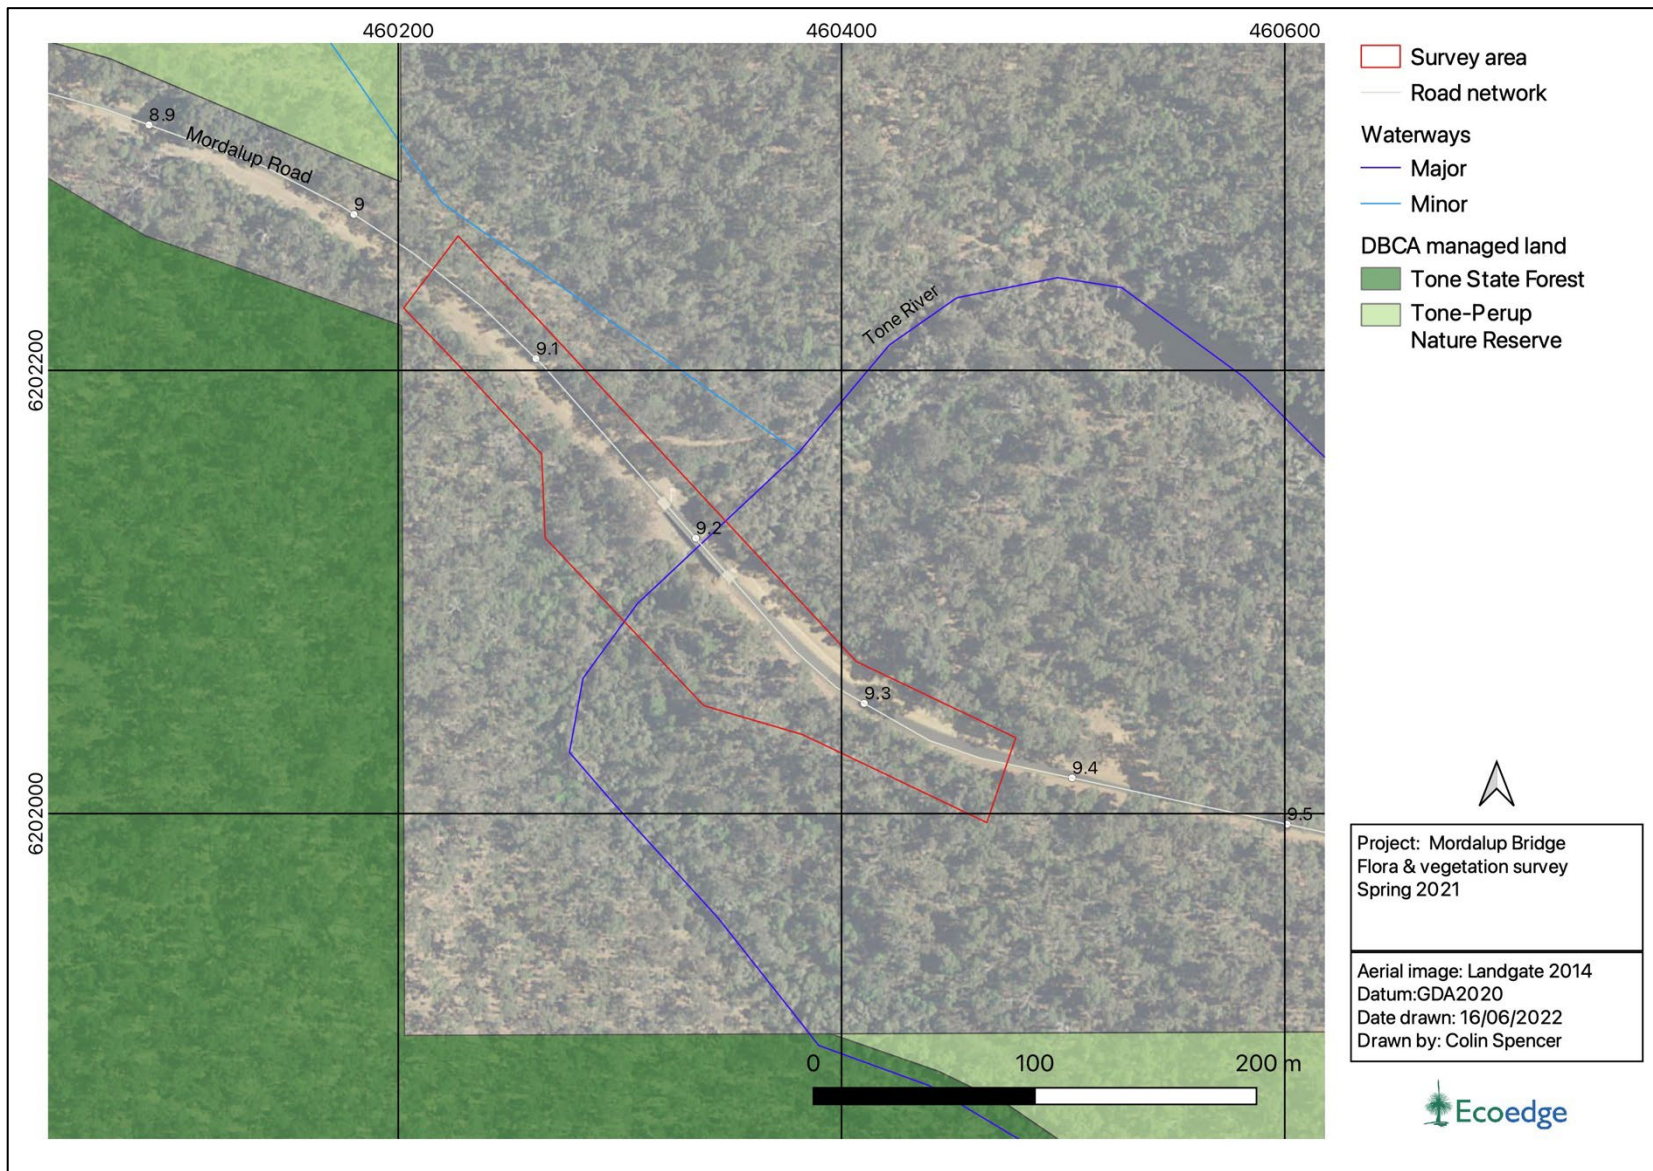 460200
460400
460600
8.9
Mordalup Road
9
9.1
Tone River
6202200
9.2
9.3
9.4
6202000
9.5
0
100
200 m
Survey area
Road network
Waterways
Major
Minor
DBCA managed land
Tone State Forest
Tone-Perup
Nature Reserve
Project: Mordalup Bridge
Flora & vegetation survey
Spring 2021
Aerial image: Landgate 2014
Datum:GDA2020
Date drawn: 16/06/2022
Drawn by: Colin Spencer
Ecoedge